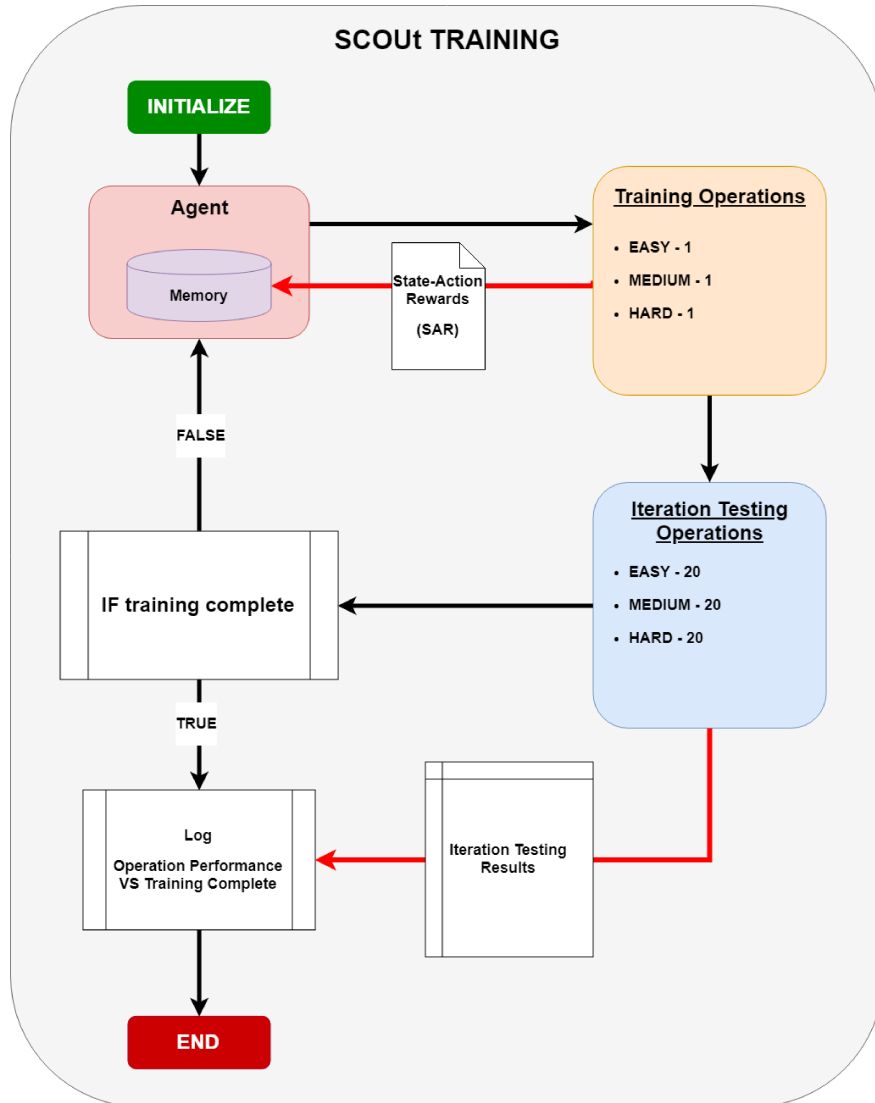 SCOUt TRAINING
INITIALIZE
Agent
Memory
State-Action
Rewards
(SAR)
Training Operations
• EASY - 1
• MEDIUM - 1
• HARD - 1
FALSE
Iteration Testing
Operations
• EASY - 20
• MEDIUM - 20
• HARD - 20
IF training complete
TRUE
Log
Operation Performance
VS Training Complete
Iteration Testing
Results
END